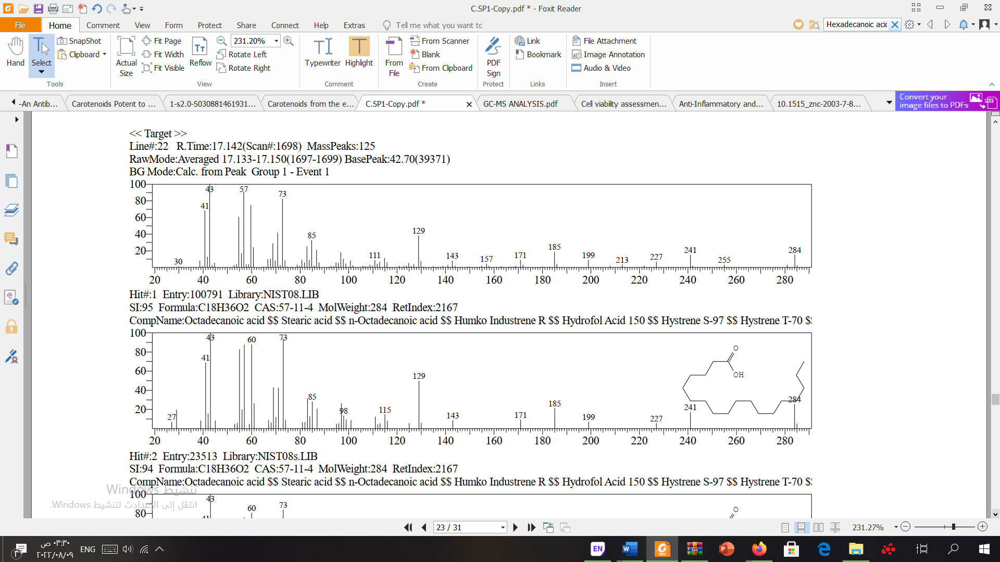 C.SP1-Copy.pdf * - Foxit Reader
File Home Comment View Form Protect Share Connect Help Extras Tell me what you want to
Hexadecanoic acid
Hand
Select
SnapShot
Clipboard
Tools
Actual Size
Fit Page
Fit Width
Fit Visible
Reflow
231.20%
Rotate Left
Rotate Right
View
Typewriter
Highlight
Comment
From File
From Scanner
Blank
From Clipboard
Create
PDF Sign
Protect
Link
Bookmark
Links
File Attachment
Image Annotation
Audio & Video
Insert
-An Antib... Carotenoids Potent to ... 1-s2.0-S030881461931... Carotenoids from the e... C.SP1-Copy.pdf * GC-MS ANALYSIS.pdf Cell viability assessmen... Anti-Inflammatory and... 10.1515_znc-2003-7-8...
Convert your
image files to PDFs
PDF
<< Target >>
Line#:22 R.Time:17.142(Scan#:1698) MassPeaks:125
RawMode:Averaged 17.133-17.150(1697-1699) BasePeak:42.70(39371)
BG Mode:Calc. from Peak Group 1 - Event 1
100
80
60
40
20
30 41 43 57 73 85 111 129 143 157 171 185 199 213 227 241 255 284
20 40 60 80 100 120 140 160 180 200 220 240 260 280
Hit#:1 Entry:100791 Library:NIST08.LIB
SI:95 Formula:C18H36O2 CAS:57-11-4 MolWeight:284 RetIndex:2167
CompName:Octadecanoic acid $$ Stearic acid $$ n-Octadecanoic acid $$ Humko Industrene R $$ Hydrofol Acid 150 $$ Hystrene S-97 $$ Hystrene T-70 $
100
80
60
40
20
27 41 43 60 73 85 98 115 129 143 171 185 199 227 241 284
O
OH
20 40 60 80 100 120 140 160 180 200 220 240 260 280
Hit#:2 Entry:23513 Library:NIST08s.LIB
SI:94 Formula:C18H36O2 CAS:57-11-4 MolWeight:284 RetIndex:2167
CompName:Octadecanoic acid $$ Stearic acid $$ n-Octadecanoic acid $$ Humko Industrene R $$ Hydrofol Acid 150 $$ Hystrene S-97 $$ Hystrene T-70 $
100
80
41 43 60 73
O
تنشيط Windows
انتقل إلى الإعدادت لتنشيط Windows.
23 / 31
231.27%
٠٣:٣٠ ص
٢٠٢٢/٠٨/٠٩
ENG
EN